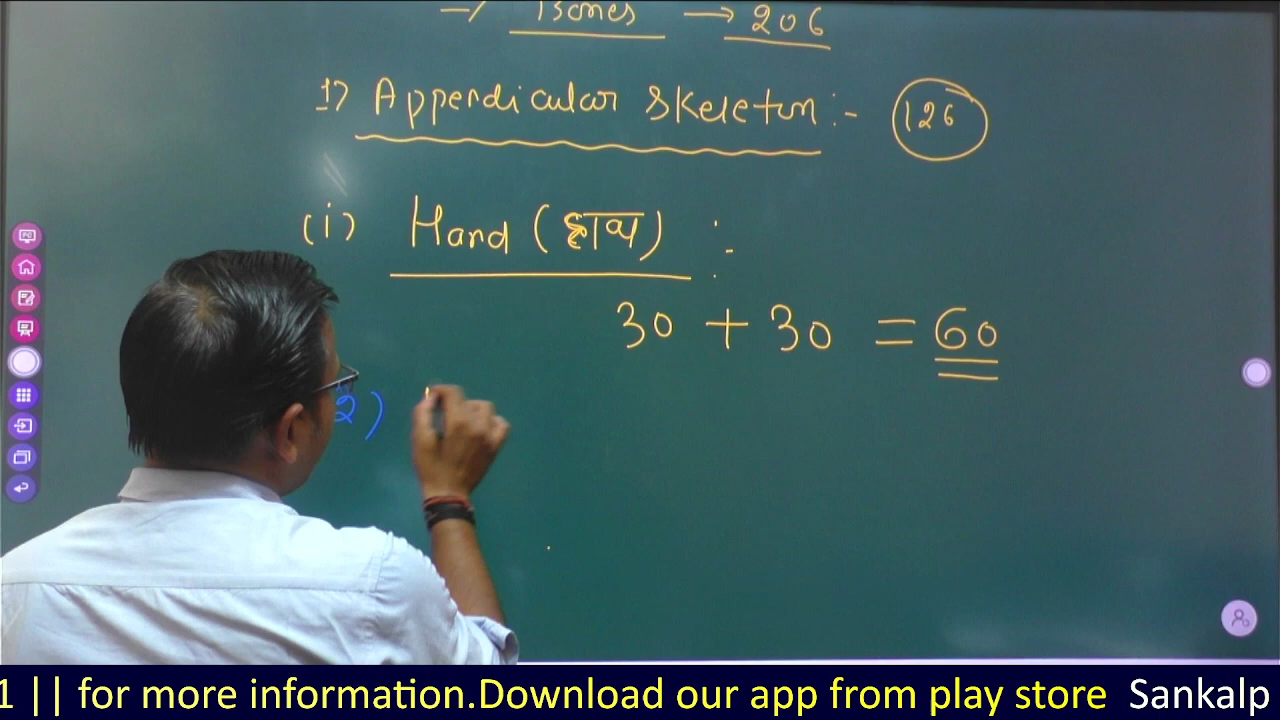 → Bones → 206
1) Appendicular Skeleton :- 126
(i) Hand (हाथ) :-
30 + 30 = 60
2)
1 || for more information.Download our app from play store Sankalp